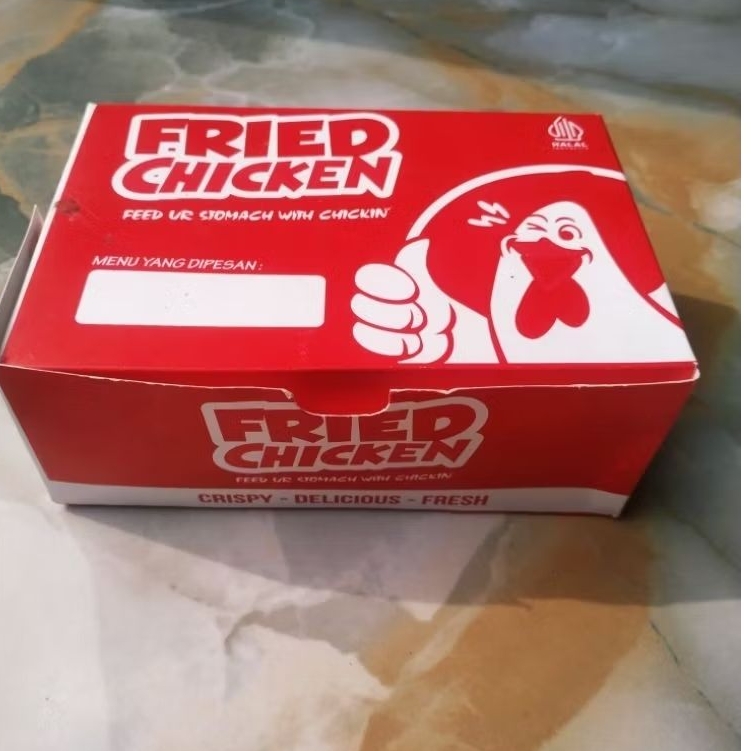 FRIED
CHICKEN
FEED UR STOMACH WITH CHICKIN'
HALAL
MENU YANG DIPESAN :
FRIED
CHICKEN
FEED UR STOMACH WITH CHICKIN'
CRISPY - DELICIOUS - FRESH